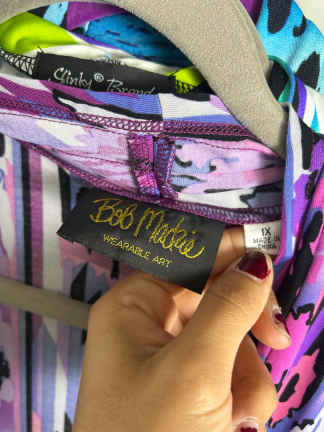 Slinky® Brand
Bob Mackie
WEARABLE ART
1X
MADE IN
CHINA